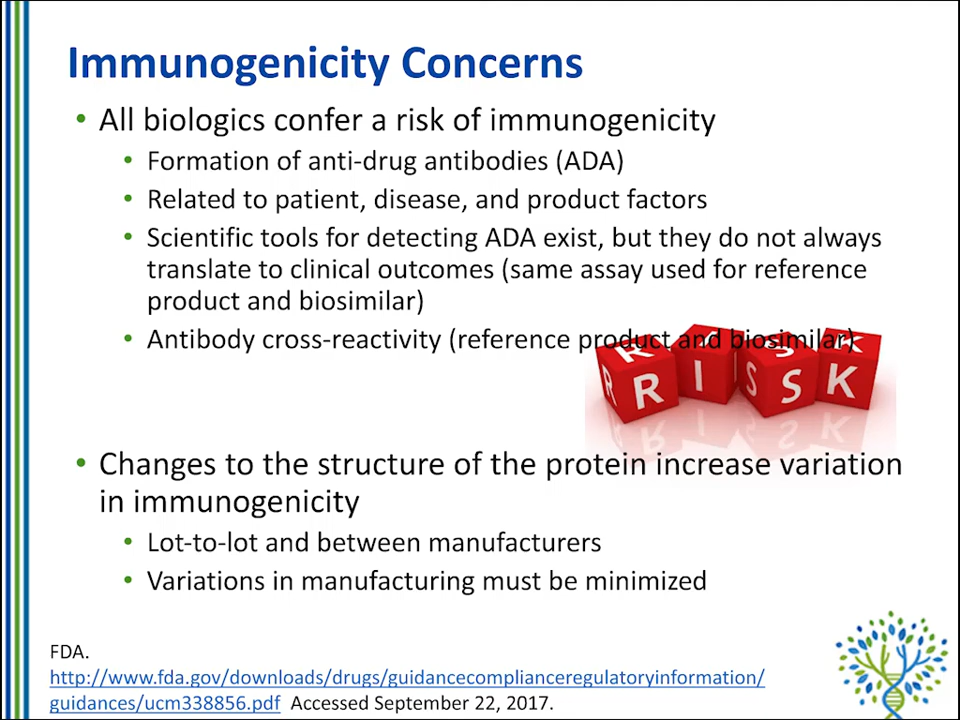 Immunogenicity Concerns
• All biologics confer a risk of immunogenicity
• Formation of anti-drug antibodies (ADA)
• Related to patient, disease, and product factors
• Scientific tools for detecting ADA exist, but they do not always
translate to clinical outcomes (same assay used for reference
product and biosimilar)
• Antibody cross-reactivity (reference product and biosimilar)
R I S K
R I S K
• Changes to the structure of the protein increase variation
in immunogenicity
• Lot-to-lot and between manufacturers
• Variations in manufacturing must be minimized
FDA.
http://www.fda.gov/downloads/drugs/guidancecomplianceregulatoryinformation/
guidances/ucm338856.pdf Accessed September 22, 2017.